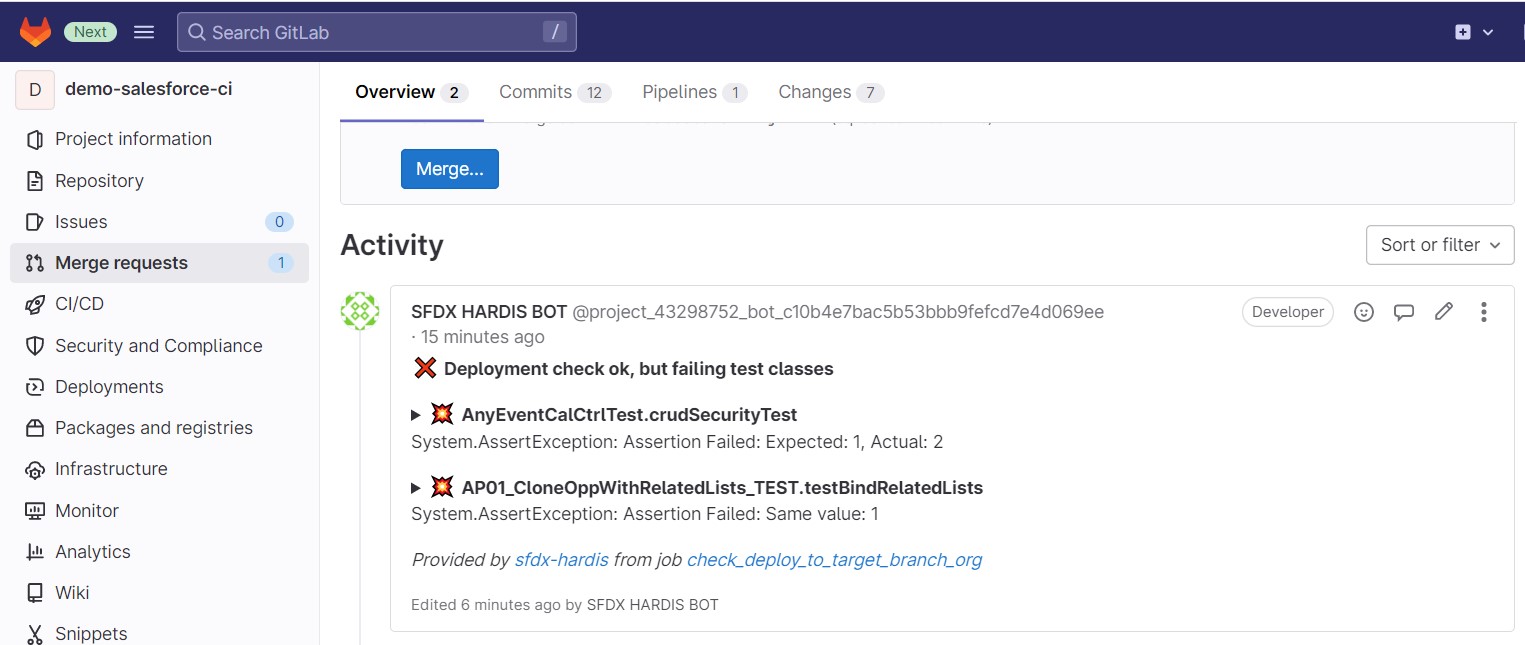 Next
Search GitLab
/
D
demo-salesforce-ci
Project information
Repository
Issues 0
Merge requests 1
CI/CD
Security and Compliance
Deployments
Packages and registries
Infrastructure
Monitor
Analytics
Wiki
Snippets
Overview 2 Commits 12 Pipelines 1 Changes 7
Merge...
Activity
Sort or filter
SFDX HARDIS BOT @project_43298752_bot_c10b4e7bac5b53bbb9fefcd7e4d069ee
Developer
· 15 minutes ago
❌ Deployment check ok, but failing test classes
▶ 💥 AnyEventCalCtrlTest.crudSecurityTest
System.AssertException: Assertion Failed: Expected: 1, Actual: 2
▶ 💥 AP01_CloneOppWithRelatedLists_TEST.testBindRelatedLists
System.AssertException: Assertion Failed: Same value: 1
Provided by sfdx-hardis from job check_deploy_to_target_branch_org
Edited 6 minutes ago by SFDX HARDIS BOT